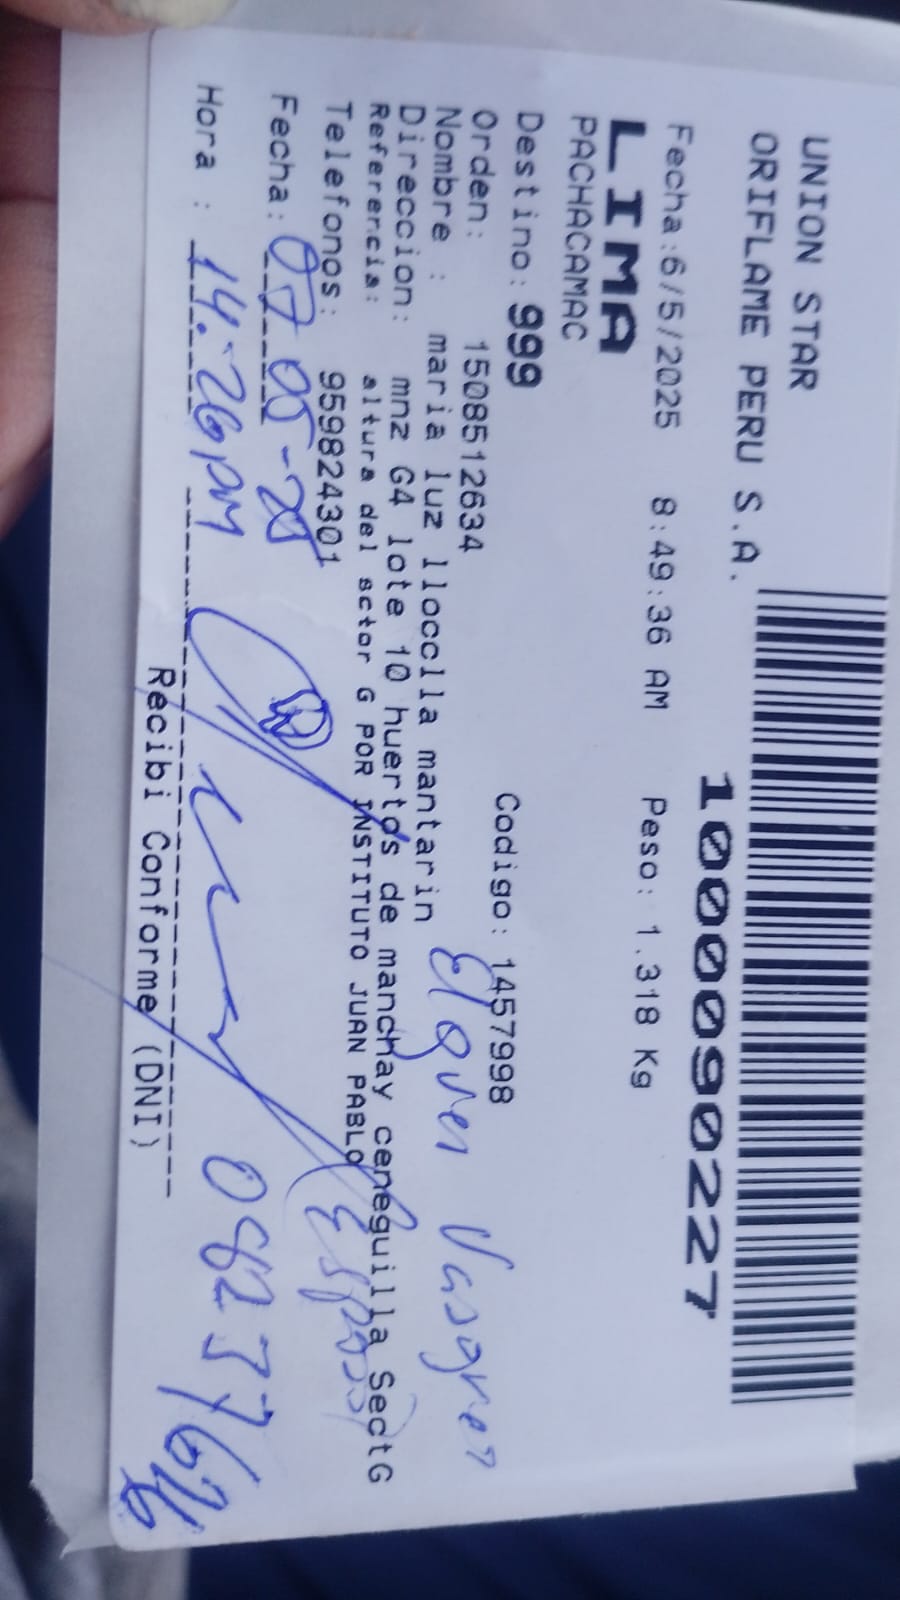 UNION STAR
ORIFLAME PERU S.A.
1000090227
Fecha:6/5/2025 8:49:36 AM Peso: 1.318 Kg
LIMA
PACHACAMAC
Destino: 999
Orden: 1508512634 Codigo: 1457998
Nombre : maria luz lloclla mantarin
Direccion: mnz G4 lote 10 huertos de manchay ceneguilla SectG
Referencia: altura del sctor G POR INSTITUTO JUAN PABLO
Telefonos: 959824301
Fecha: 07-05-25
Hora : 14:26pm
Recibi Conforme (DNI)
(Esposo)